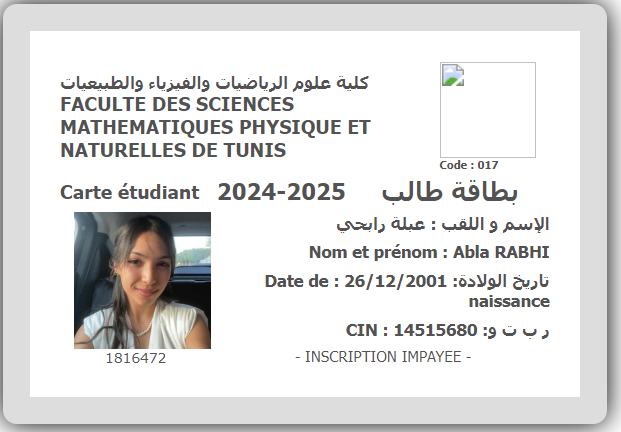 كلية علوم الرياضيات والفيزياء والطبيعيات
FACULTE DES SCIENCES
MATHEMATIQUES PHYSIQUE ET
NATURELLES DE TUNIS
Code : 017
Carte étudiant 2024-2025 بطاقة طالب
الإسم و اللقب : عبلة رابحي
Nom et prénom : Abla RABHI
Date de : 26/12/2001 :تاريخ الولادة
naissance
CIN : 14515680 :ر ب ت و
1816472
- INSCRIPTION IMPAYEE -